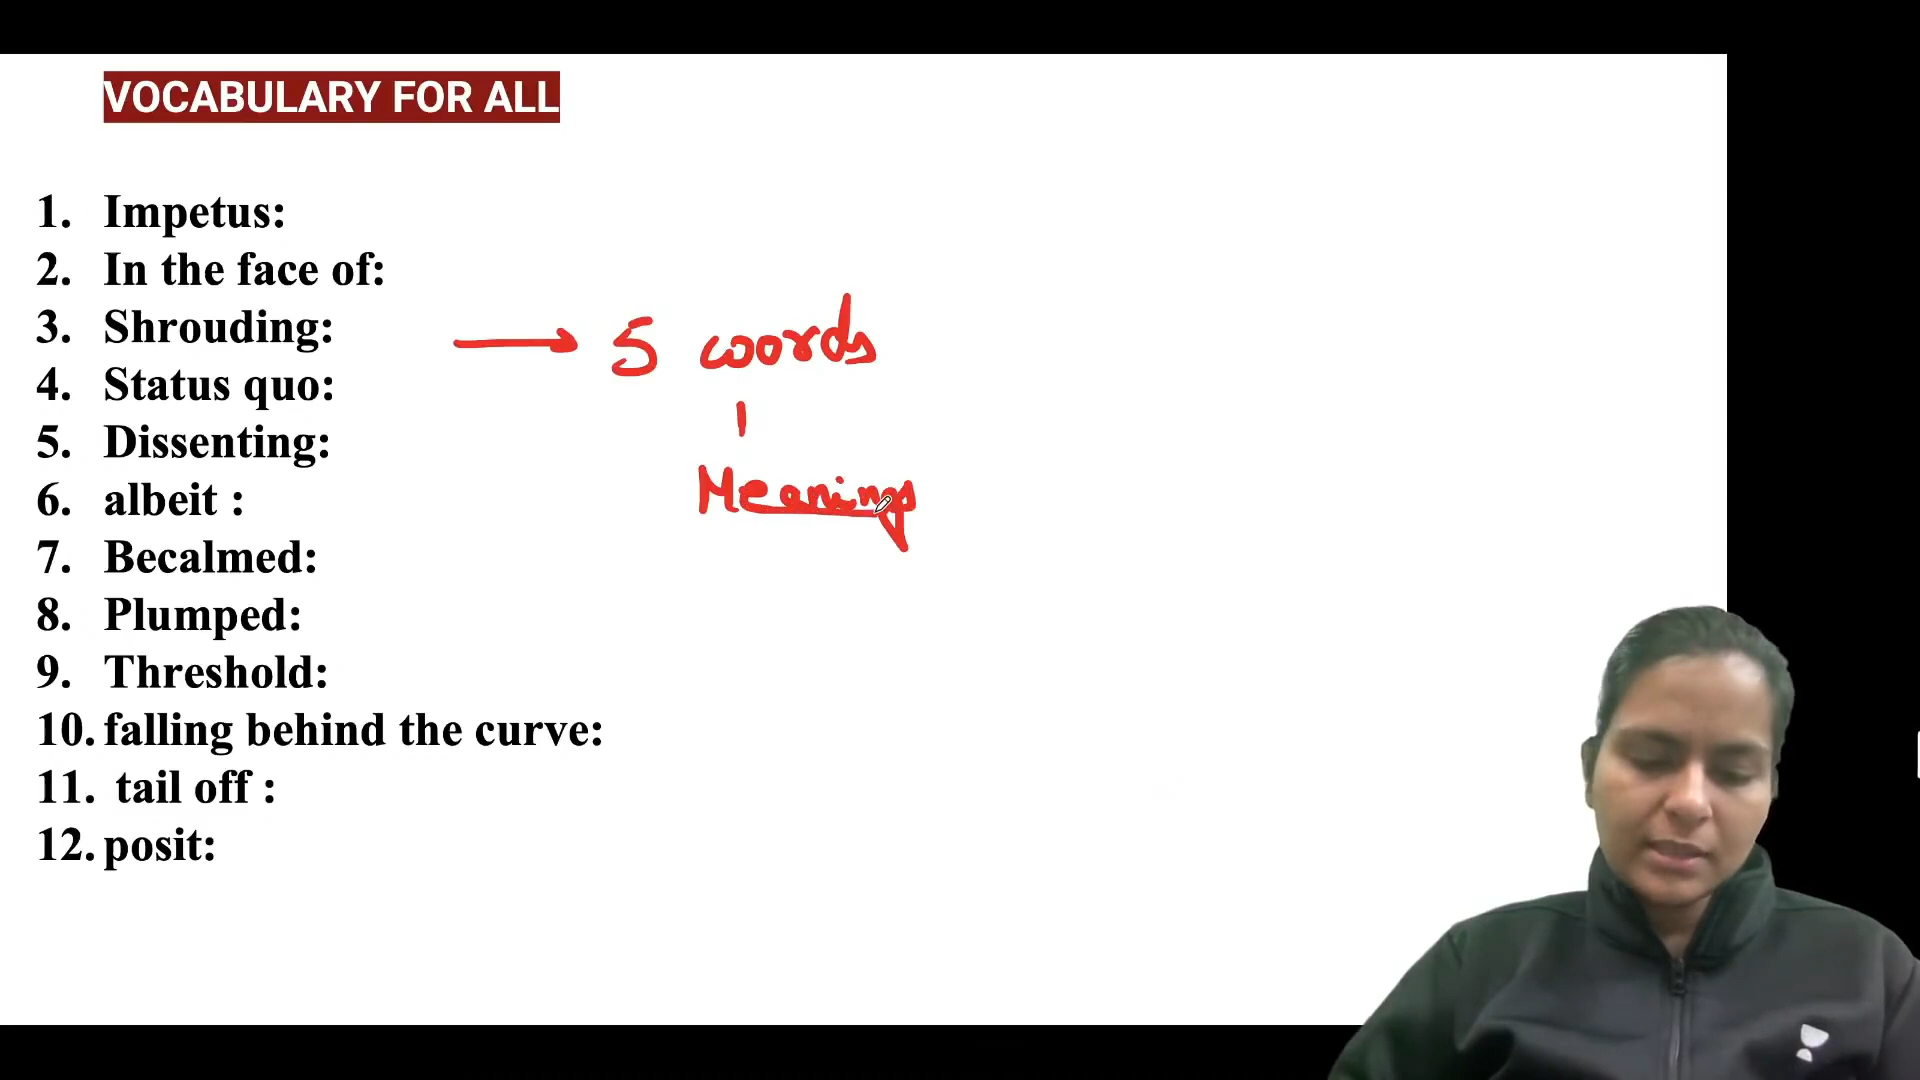 VOCABULARY FOR ALL
1. Impetus:
2. In the face of:
3. Shrouding:
4. Status quo:
5. Dissenting:
6. albeit :
7. Becalmed:
8. Plumped:
9. Threshold:
10. falling behind the curve:
11. tail off :
12. posit:
→ 5 words
Meanings